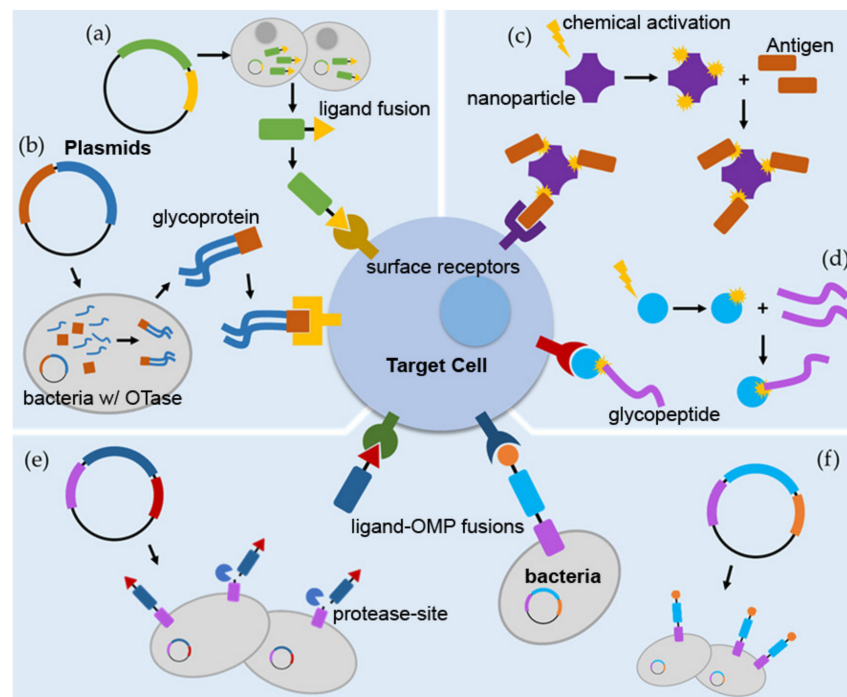 (a)
ligand fusion
(b)
Plasmids
glycoprotein
bacteria w/ OTase
(c)
chemical activation
Antigen
nanoparticle
+
surface receptors
Target Cell
(d)
+
glycopeptide
(e)
protease-site
ligand-OMP fusions
bacteria
(f)